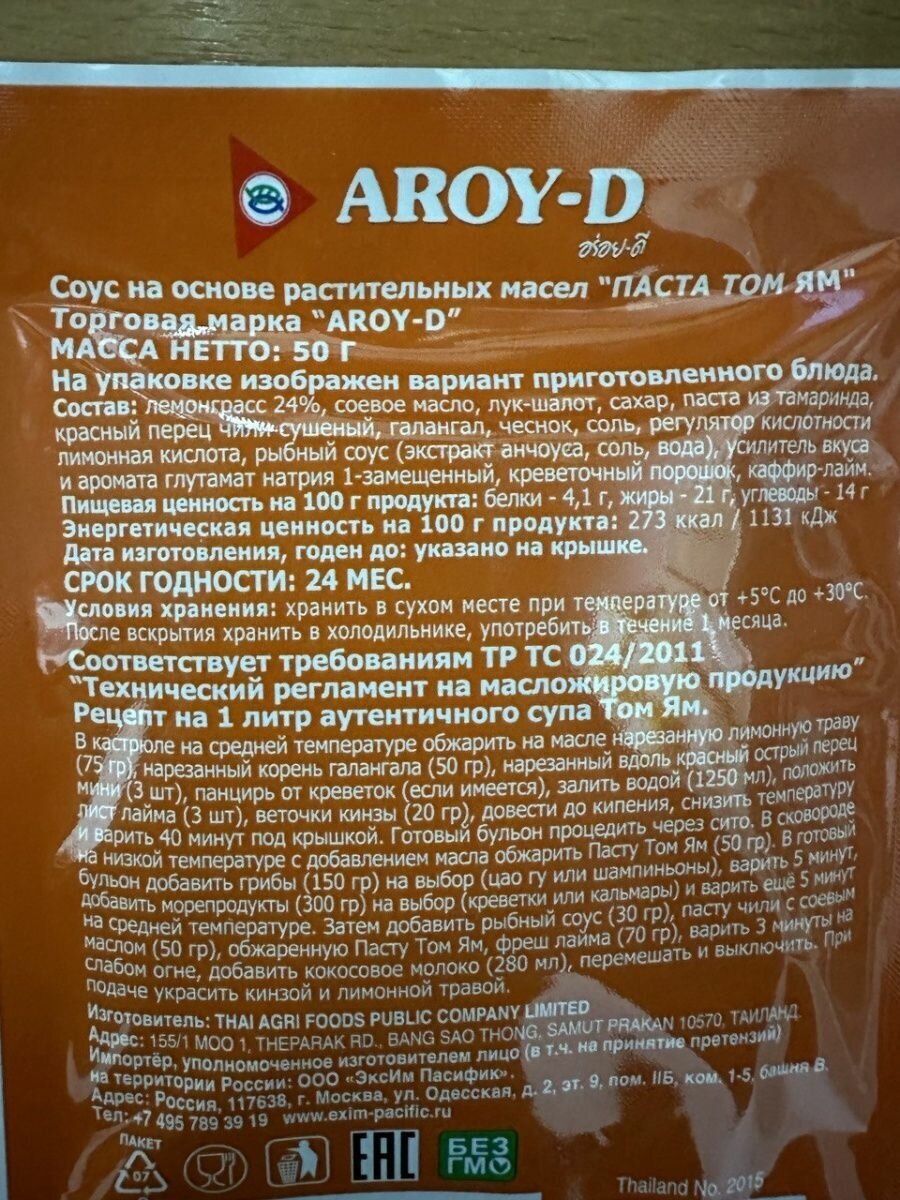 AROY-D
อร่อย-ดี
Соус на основе растительных масел "ПАСТА ТОМ ЯМ"
Торговая марка "AROY-D"
МАССА НЕТТО: 50 Г
На упаковке изображен вариант приготовленного блюда.
Состав: лемонграсс 24%, соевое масло, лук-шалот, сахар, паста из тамаринда,
красный перец чили сушеный, галангал, чеснок, соль, регулятор кислотности
лимонная кислота, рыбный соус (экстракт анчоуса, соль, вода), усилитель вкуса
и аромата глутамат натрия 1-замещенный, креветочный порошок, каффир-лайм.
Пищевая ценность на 100 г продукта: белки - 4,1 г, жиры - 21 г, углеводы - 14 г
Энергетическая ценность на 100 г продукта: 273 ккал / 1131 кДж
Дата изготовления, годен до: указано на крышке.
СРОК ГОДНОСТИ: 24 МЕС.
Условия хранения: хранить в сухом месте при температуре от +5°С до +30°С.
После вскрытия хранить в холодильнике, употребить в течение 1 месяца.
Соответствует требованиям ТР ТС 024/2011
"Технический регламент на масложировую продукцию"
Рецепт на 1 литр аутентичного супа Том Ям.
В кастрюле на средней температуре обжарить на масле нарезанную лимонную траву
(75 гр), нарезанный корень галангала (50 гр), нарезанный вдоль красный острый перец
мини (3 шт), панцирь от креветок (если имеется), залить водой (1250 мл), положить
лист лайма (3 шт), веточки кинзы (20 гр), довести до кипения, снизить температуру
и варить 40 минут под крышкой. Готовый бульон процедить через сито. В сковороде
на низкой температуре с добавлением масла обжарить Пасту Том Ям (50 гр). В готовый
бульон добавить грибы (150 гр) на выбор (цао гу или шампиньоны), варить 5 минут,
добавить морепродукты (300 гр) на выбор (креветки или кальмары) и варить ещё 5 минут
на средней температуре. Затем добавить рыбный соус (30 гр), пасту чили с соевым
маслом (50 гр), обжаренную Пасту Том Ям, фреш лайма (70 гр), варить 3 минуты на
слабом огне, добавить кокосовое молоко (280 мл), перемешать и выключить. При
подаче украсить кинзой и лимонной травой.
Изготовитель: THAI AGRI FOODS PUBLIC COMPANY LIMITED
Адрес: 155/1 MOO 1, THEPARAK RD., BANG SAO THONG, SAMUT PRAKAN 10570, ТАИЛАНД.
Импортёр, уполномоченное изготовителем лицо (в т.ч. на принятие претензий)
на территории России: ООО «ЭксИм Пасифик».
Адрес: Россия, 117638, г. Москва, ул. Одесская, д. 2, эт. 9, пом. IIБ, ком. 1-5, башня В.
Тел: +7 495 789 39 19 www.exim-pacific.ru
ПАКЕТ
07
EAC
БЕЗ
ГМО
Thailand No. 2015